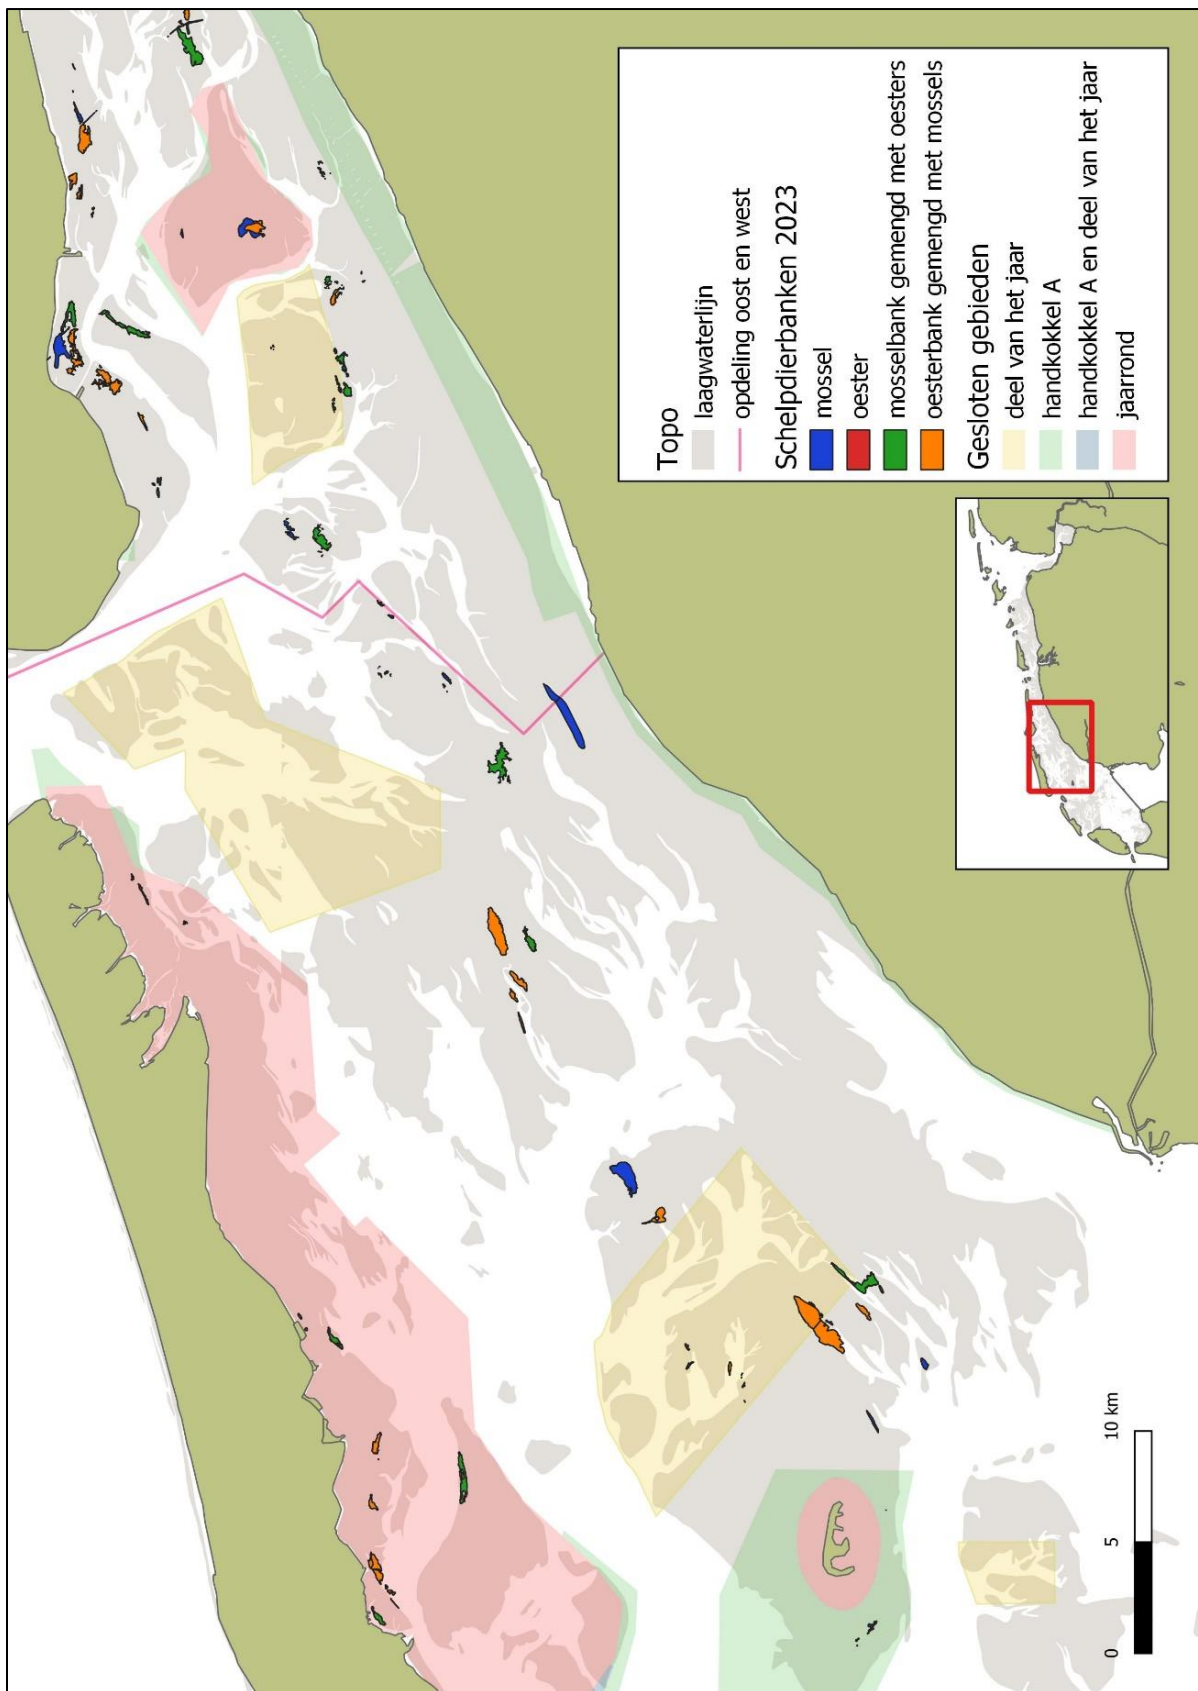 Topo
laagwaterlijn
opdeling oost en west
Schelpdierbanken 2023
mossel
oester
mosselbank gemengd met oesters
oesterbank gemengd met mossels
Gesloten gebieden
deel van het jaar
handkokkel A
handkokkel A en deel van het jaar
jaarrond
0 5 10 km